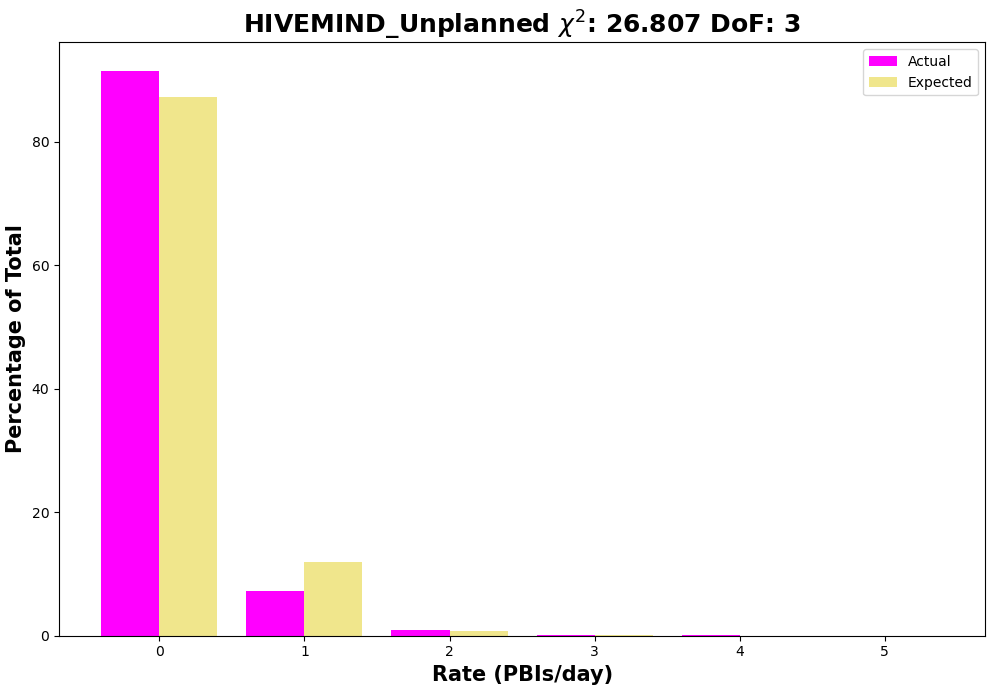 HIVEMIND_Unplanned χ²: 26.807 DoF: 3
Actual
Expected
Percentage of Total
80
60
40
20
0
0 1 2 3 4 5
Rate (PBIs/day)